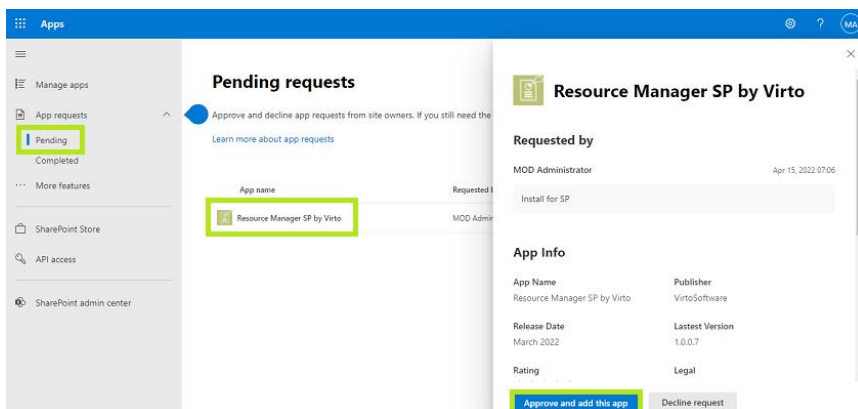 Apps
?
MA
Manage apps
App requests
Pending
Completed
More features
SharePoint Store
API access
SharePoint admin center
Pending requests
Approve and decline app requests from site owners. If you still need the
Learn more about app requests
App name
Requested
Resource Manager SP by Virto
MOD Admin
Resource Manager SP by Virto
Requested by
MOD Administrator Apr 15, 2022 07:06
Install for SP
App Info
App Name Publisher
Resource Manager SP by Virto VirtoSoftware
Release Date Lastest Version
March 2022 1.0.0.7
Rating Legal
Approve and add this app Decline request